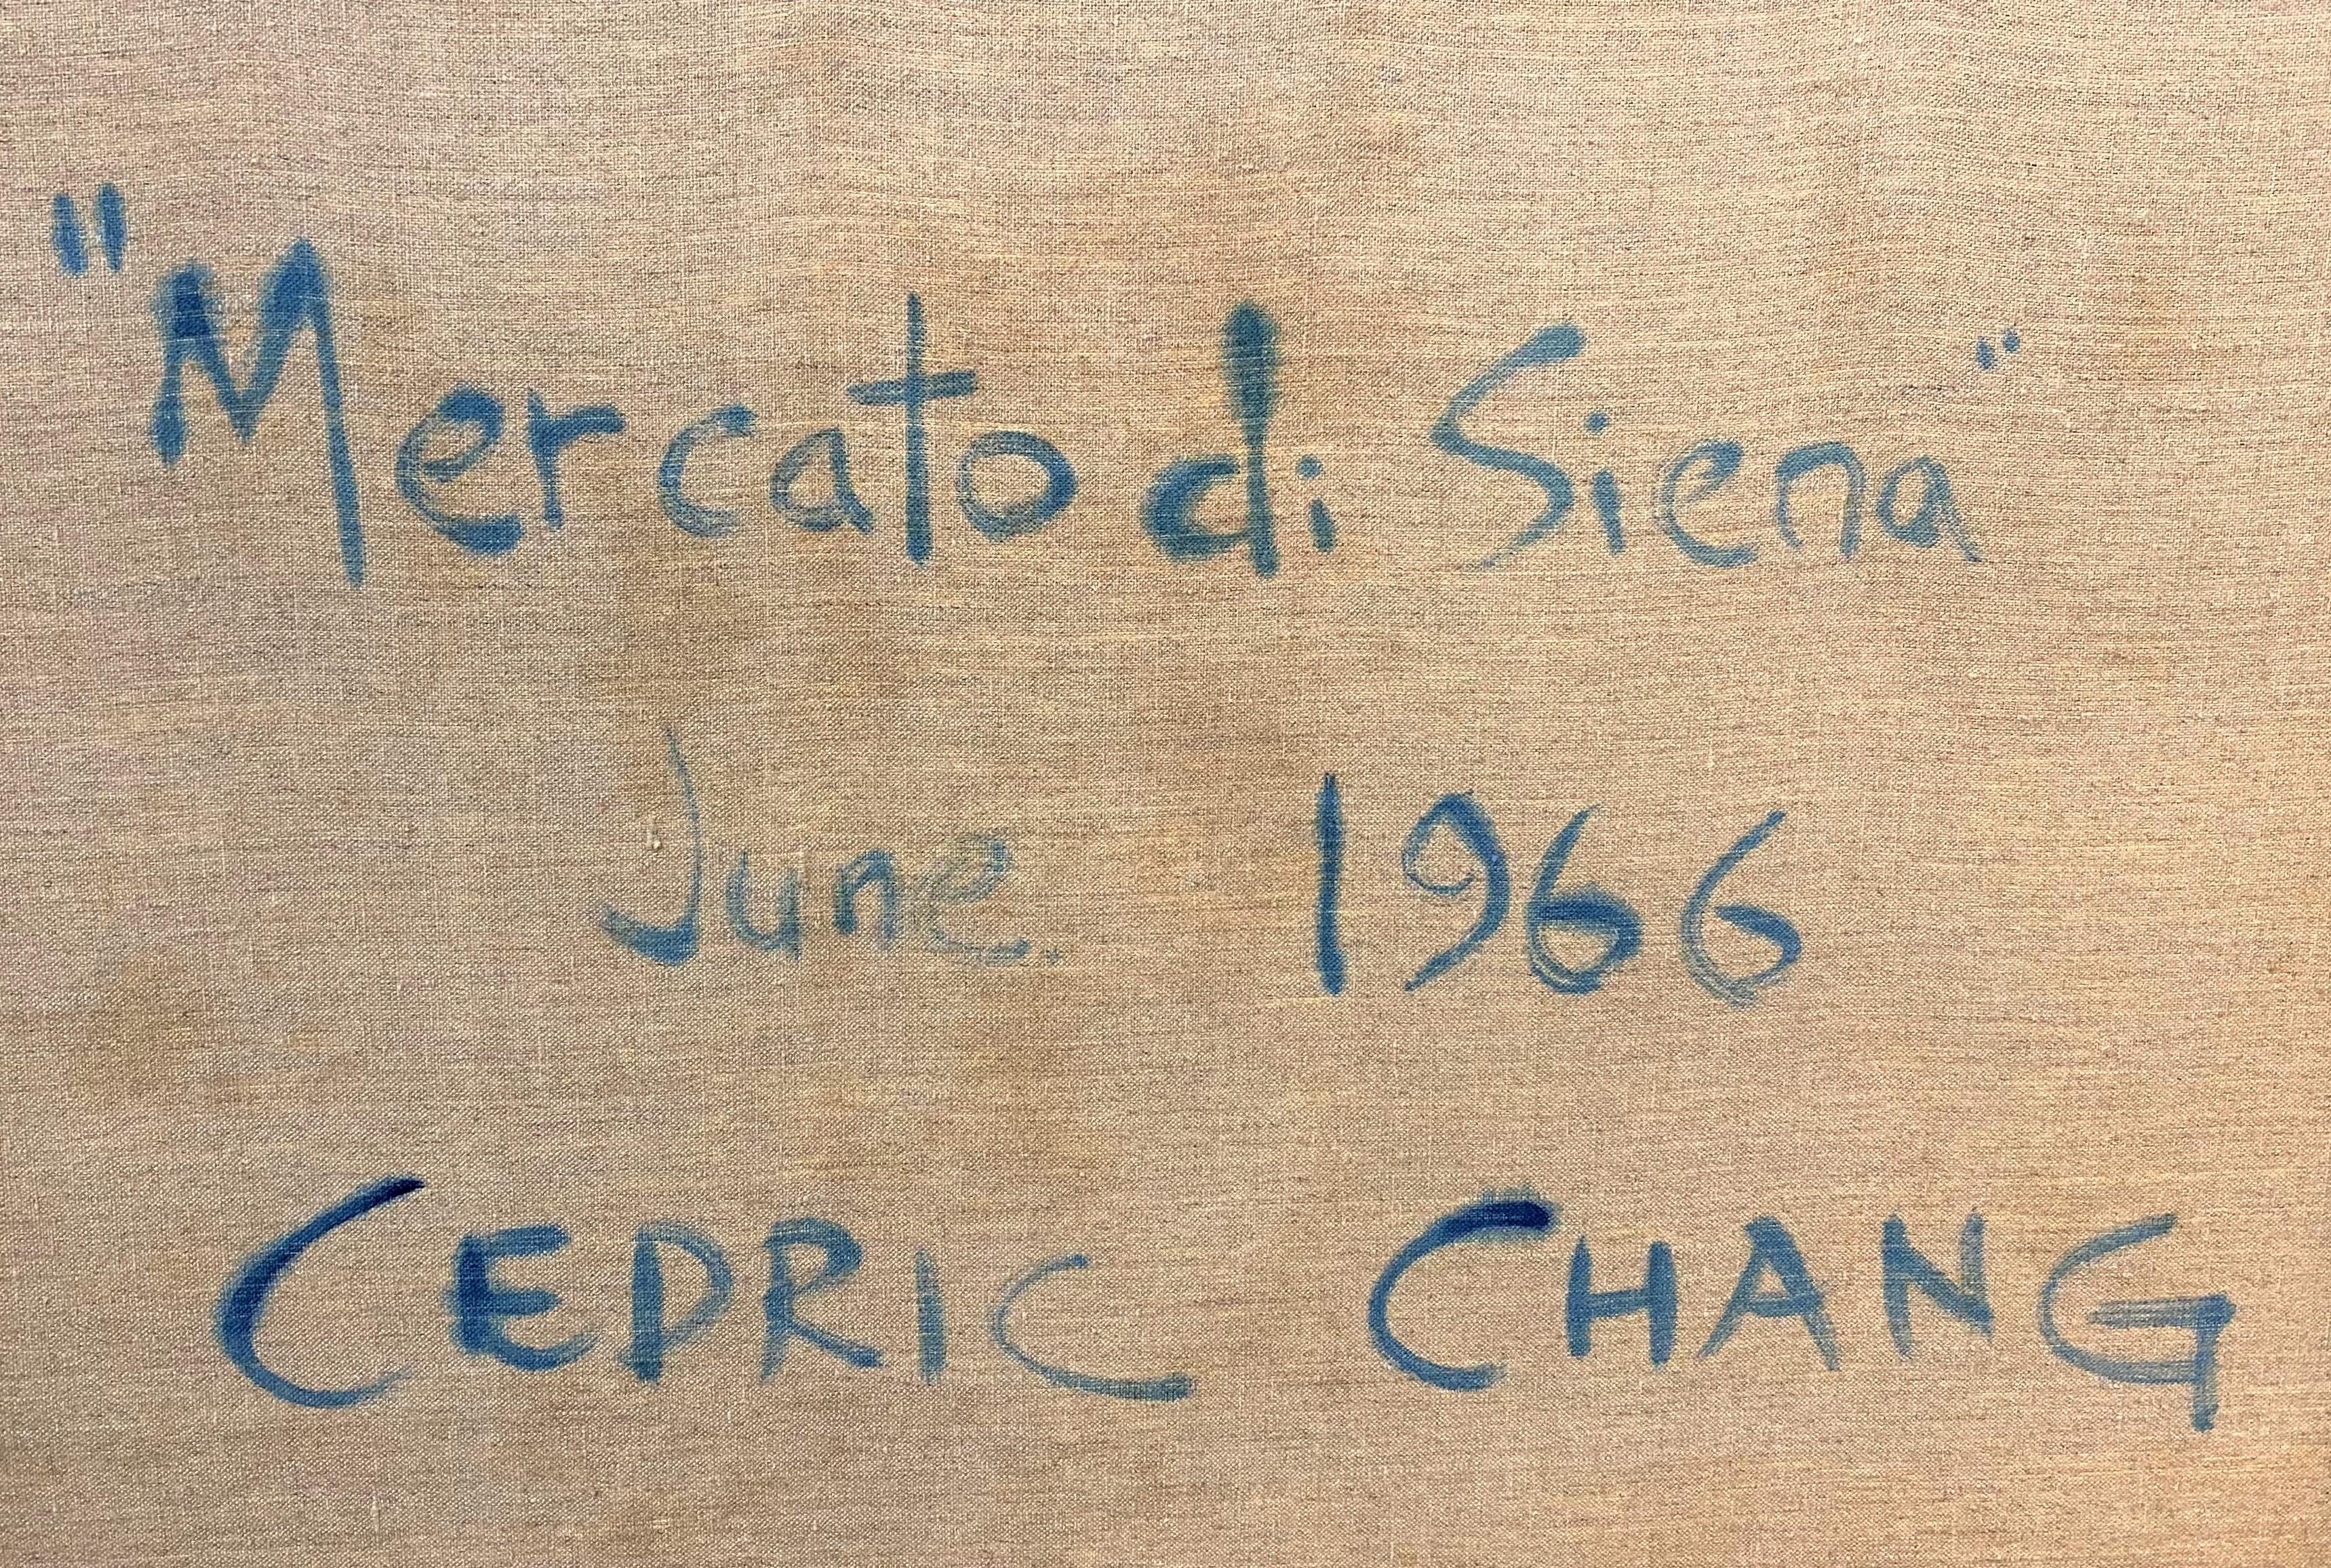 "Mercato di Siena"
June. 1966
CEDRIC CHANG